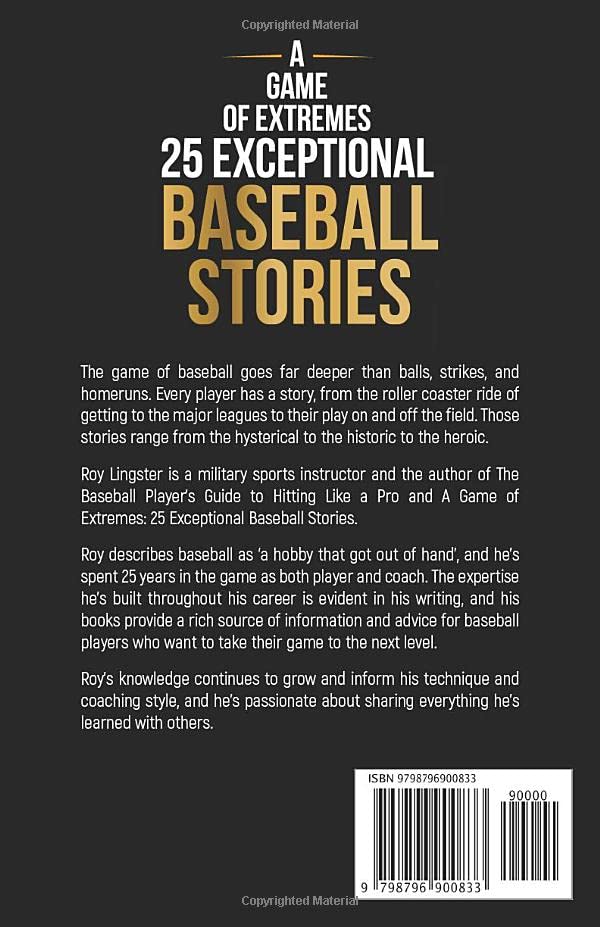 Copyrighted Material
A
GAME
OF EXTREMES
25 EXCEPTIONAL
BASEBALL
STORIES
The game of baseball goes far deeper than balls, strikes, and
homeruns. Every player has a story, from the roller coaster ride of
getting to the major leagues to their play on and off the field. Those
stories range from the hysterical to the historic to the heroic.
Roy Lingster is a military sports instructor and the author of The
Baseball Player's Guide to Hitting Like a Pro and A Game of
Extremes: 25 Exceptional Baseball Stories.
Roy describes baseball as 'a hobby that got out of hand', and he's
spent 25 years in the game as both player and coach. The expertise
he's built throughout his career is evident in his writing, and his
books provide a rich source of information and advice for baseball
players who want to take their game to the next level.
Roy's knowledge continues to grow and inform his technique and
coaching style, and he's passionate about sharing everything he's
learned with others.
ISBN 9798796900833
90000
9 798796 900833
Copyrighted Material